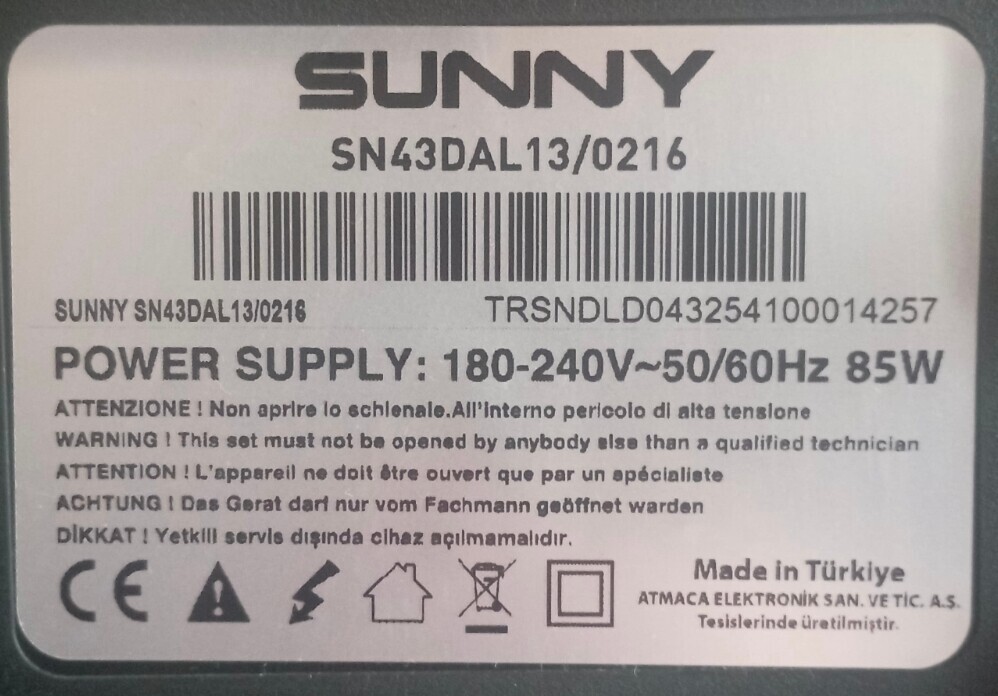 SUNNY
SN43DAL13/0216
SUNNY SN43DAL13/0216 TRSNDLD043254100014257
POWER SUPPLY: 180-240V~50/60Hz 85W
ATTENZIONE ! Non aprire lo schienale.All'interno pericolo di alta tensione
WARNING ! This set must not be opened by anybody else than a qualified technician
ATTENTION ! L'appareil ne doit être ouvert que par un spécialiste
ACHTUNG ! Das Gerat darf nur vom Fachmann geöffnet warden
DİKKAT ! Yetkili servis dışında cihaz açılmamalıdır.
CE
Made in Türkiye
ATMACA ELEKTRONİK SAN. VE TİC. A.Ş.
Tesislerinde üretilmiştir.